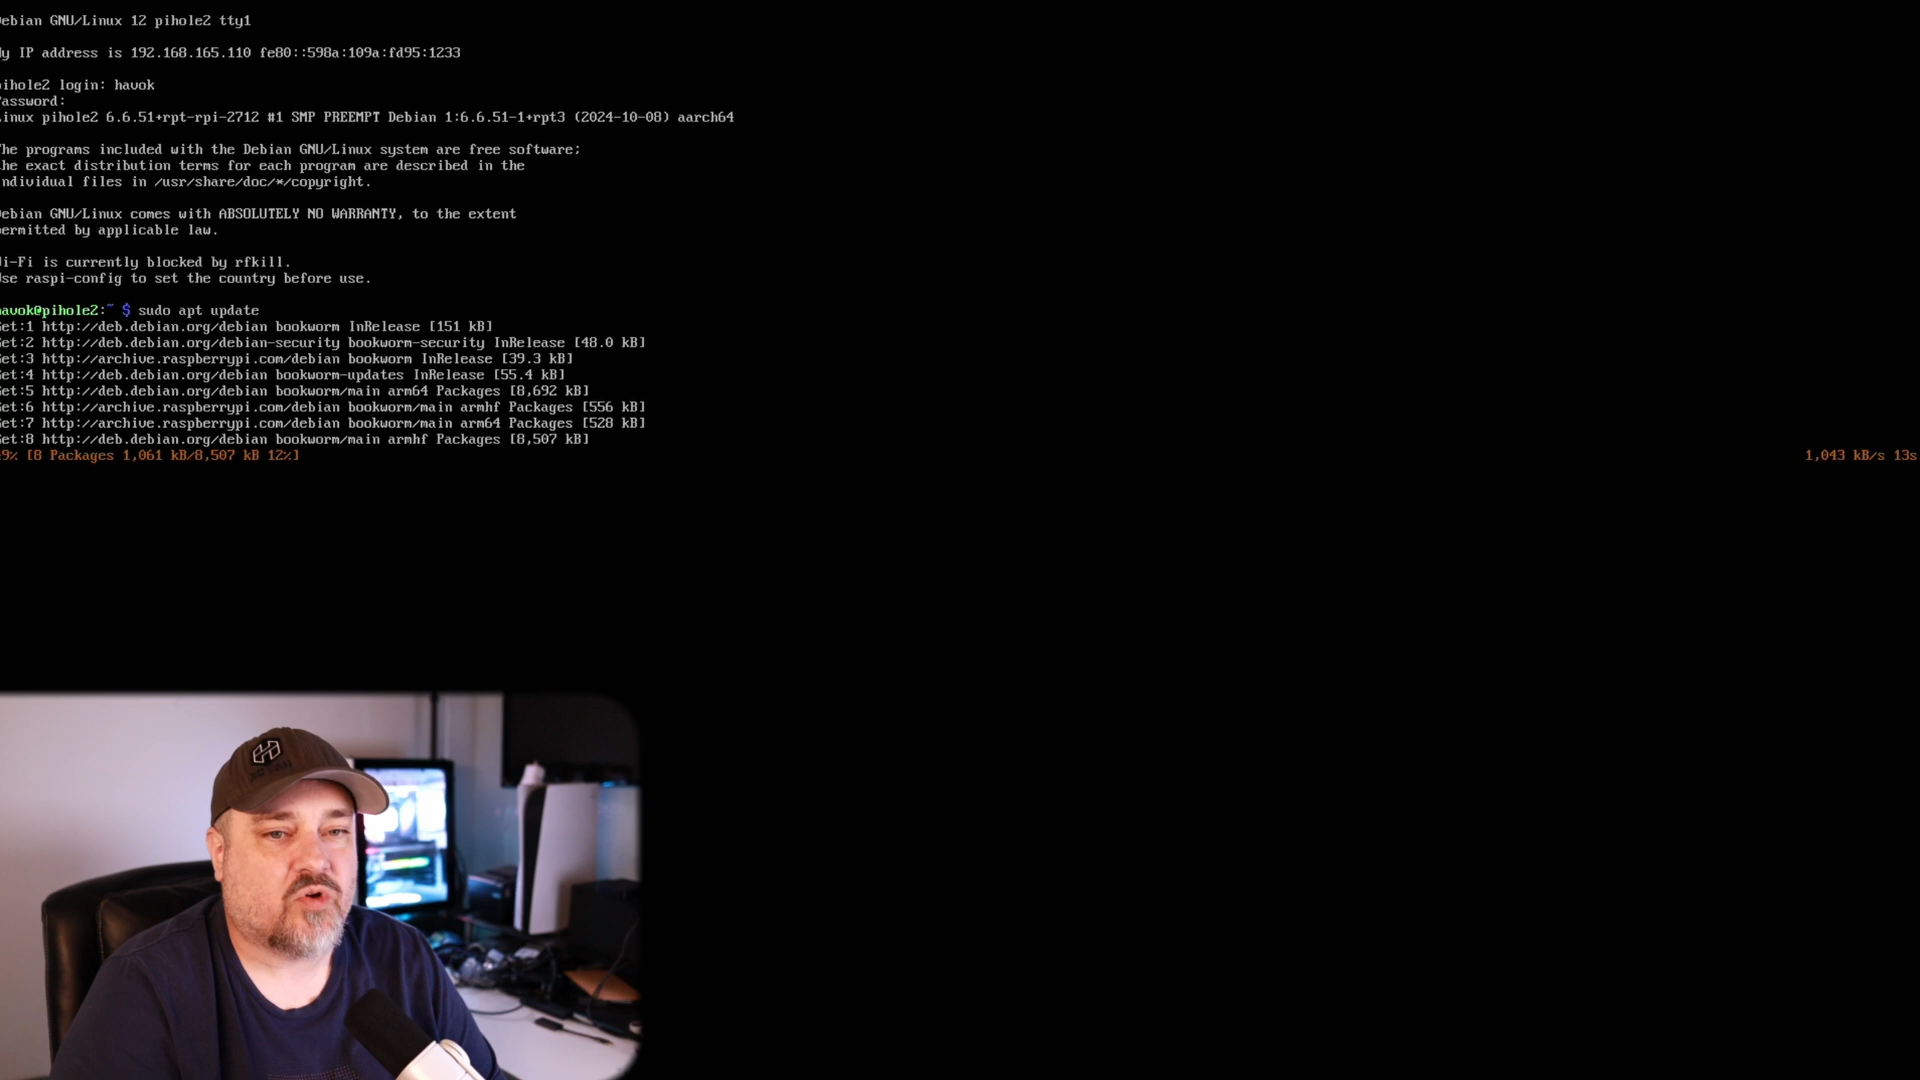 ebian GNU/Linux 12 pihole2 tty1
y IP address is 192.168.165.110 fe80::598a:109a:fd95:1233
pihole2 login: havok
Password:
inux pihole2 6.6.51+rpt-rpi-2712 #1 SMP PREEMPT Debian 1:6.6.51-1+rpt3 (2024-10-08) aarch64
The programs included with the Debian GNU/Linux system are free software;
the exact distribution terms for each program are described in the
individual files in /usr/share/doc/*/copyright.
ebian GNU/Linux comes with ABSOLUTELY NO WARRANTY, to the extent
permitted by applicable law.
Wi-Fi is currently blocked by rfkill.
Use raspi-config to set the country before use.
havok@pihole2:~ $ sudo apt update
Get:1 http://deb.debian.org/debian bookworm InRelease [151 kB]
Get:2 http://deb.debian.org/debian-security bookworm-security InRelease [48.0 kB]
Get:3 http://archive.raspberrypi.com/debian bookworm InRelease [39.3 kB]
Get:4 http://deb.debian.org/debian bookworm-updates InRelease [55.4 kB]
Get:5 http://deb.debian.org/debian bookworm/main arm64 Packages [8,692 kB]
Get:6 http://archive.raspberrypi.com/debian bookworm/main armhf Packages [556 kB]
Get:7 http://archive.raspberrypi.com/debian bookworm/main arm64 Packages [528 kB]
Get:8 http://deb.debian.org/debian bookworm/main armhf Packages [8,507 kB]
9% [8 Packages 1,061 kB/8,507 kB 12%] 1,043 kB/s 13s